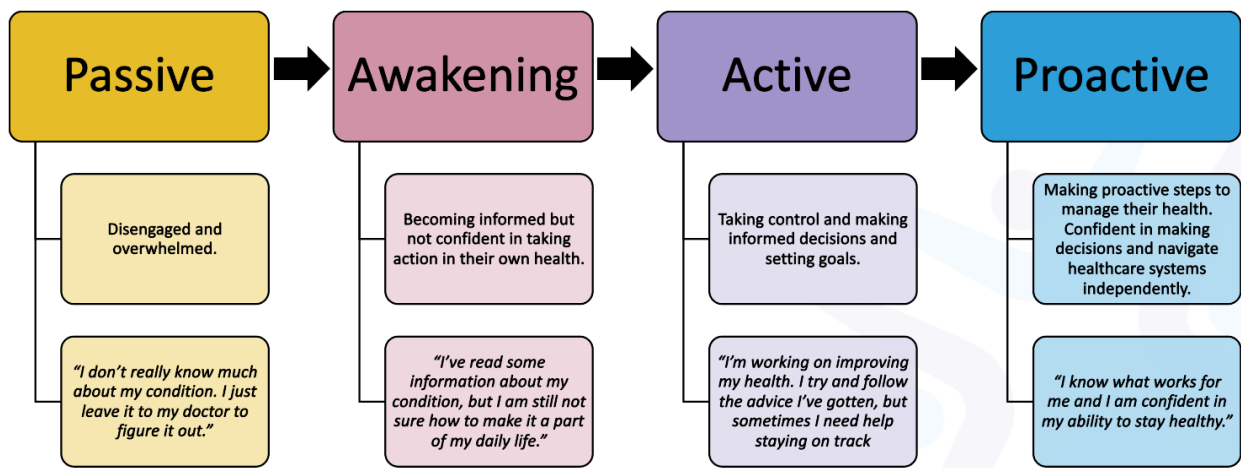 Passive
Awakening
Active
Proactive
Disengaged and
overwhelmed.
Becoming informed but
not confident in taking
action in their own health.
Taking control and making
informed decisions and
setting goals.
Making proactive steps to
manage their health.
Confident in making
decisions and navigate
healthcare systems
independently.
“I don’t really know much
about my condition. I just
leave it to my doctor to
figure it out.”
“I’ve read some
information about my
condition, but I am still not
sure how to make it a part
of my daily life.”
“I’m working on improving
my health. I try and follow
the advice I’ve gotten, but
sometimes I need help
staying on track
“I know what works for
me and I am confident in
my ability to stay healthy.”